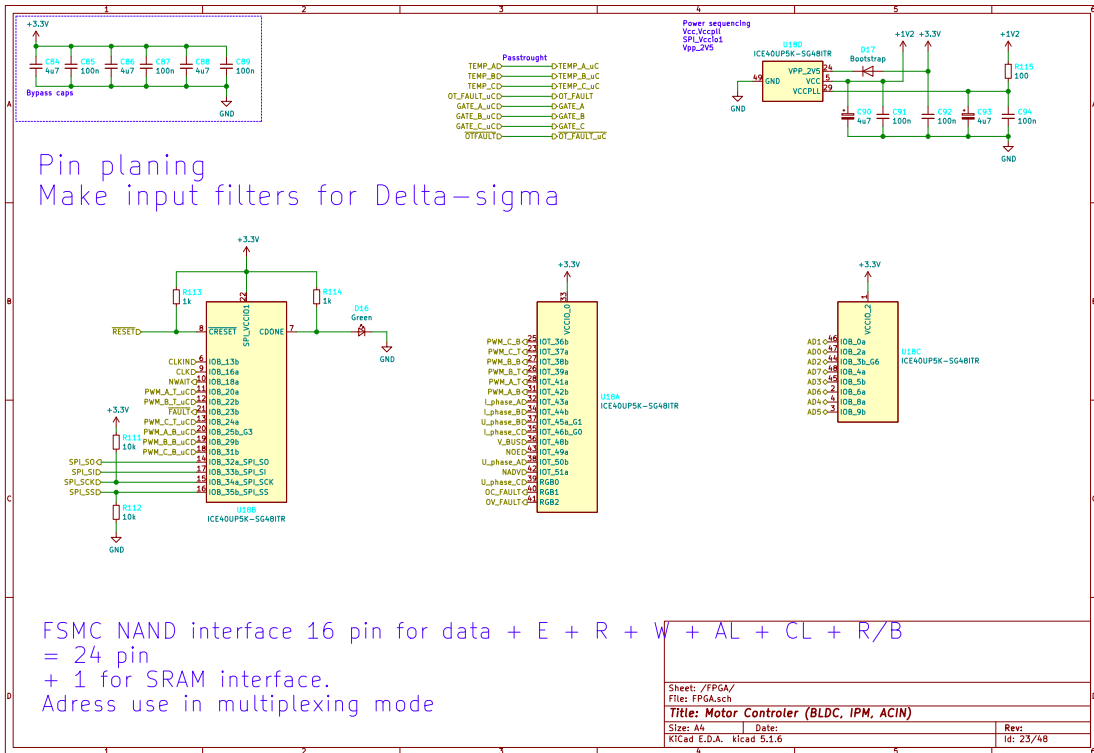 +3.3V
C84
4u7
C85
100n
C86
4u7
C87
100n
C88
4u7
C89
100n
Bypass caps
GND
Passtrought
TEMP_A TEMP_A_uC
TEMP_B TEMP_B_uC
TEMP_C TEMP_C_uC
OT_FAULT_uC OT_FAULT
GATE_A_uC GATE_A
GATE_B_uC GATE_B
GATE_C_uC GATE_C
OTFAULT OT_FAULT_uC
Power sequencing
Vcc,Vccpll
SPI_Vccio1
Vpp_2V5
U18D
ICE40UP5K-SG48ITR
49 GND
VPP_2V5 24
VCC 5
VCCPLL 29
GND
D17
Bootstrap
+1V2
+3.3V
+1V2
R115
100
C90
4u7
C91
100n
C92
100n
C93
4u7
C94
100n
GND
Pin planing
Make input filters for Delta-sigma
+3.3V
R113
1k
R114
1k
22
SPI_VCCIO1
RESET 8 CRESET
CDONE 7
D16
Green
GND
CLKIN 6 IOB_13b
CLK 9 IOB_16a
NWAIT 10 IOB_18a
PWM_A_T_uC 11 IOB_20a
PWM_B_T_uC 12 IOB_22b
FAULT 21 IOB_23b
PWM_C_T_uC 13 IOB_24a
PWM_A_B_uC 20 IOB_25b_G3
PWM_B_B_uC 19 IOB_29b
PWM_C_B_uC 18 IOB_31b
SPI_SO 14 IOB_32a_SPI_SO
SPI_SI 17 IOB_33b_SPI_SI
SPI_SCK 15 IOB_34a_SPI_SCK
SPI_SS 16 IOB_35b_SPI_SS
+3.3V
R111
10k
R112
10k
GND
U18B
ICE40UP5K-SG48ITR
+3.3V
33
VCCIO_0
PWM_C_B 25 IOT_36b
PWM_C_T 23 IOT_37a
PWM_B_B 27 IOT_38b
PWM_B_T 26 IOT_39a
PWM_A_T 28 IOT_41a
PWM_A_B 31 IOT_42b
I_phase_A 32 IOT_43a
I_phase_B 34 IOT_44b
U_phase_B 37 IOT_45a_G1
I_phase_C 35 IOT_46b_G0
V_BUS 36 IOT_48b
NOE 43 IOT_49a
U_phase_A 38 IOT_50b
NADV 42 IOT_51a
U_phase_C 39 RGB0
OC_FAULT 40 RGB1
OV_FAULT 41 RGB2
U18A
ICE40UP5K-SG48ITR
+3.3V
1
VCCIO_2
AD1 46 IOB_0a
AD0 47 IOB_2a
AD2 44 IOB_3b_G6
AD7 48 IOB_4a
AD3 45 IOB_5b
AD6 2 IOB_6a
AD4 4 IOB_8a
AD5 3 IOB_9b
U18C
ICE40UP5K-SG48ITR
FSMC NAND interface 16 pin for data + E + R + W + AL + CL + R/B
= 24 pin
+ 1 for SRAM interface.
Adress use in multiplexing mode
Sheet: /FPGA/
File: FPGA.sch
Title: Motor Controler (BLDC, IPM, ACIN)
Size: A4 Date: Rev:
KiCad E.D.A. kicad 5.1.6 Id: 23/48
1 2 3 4 5 6
A B C D